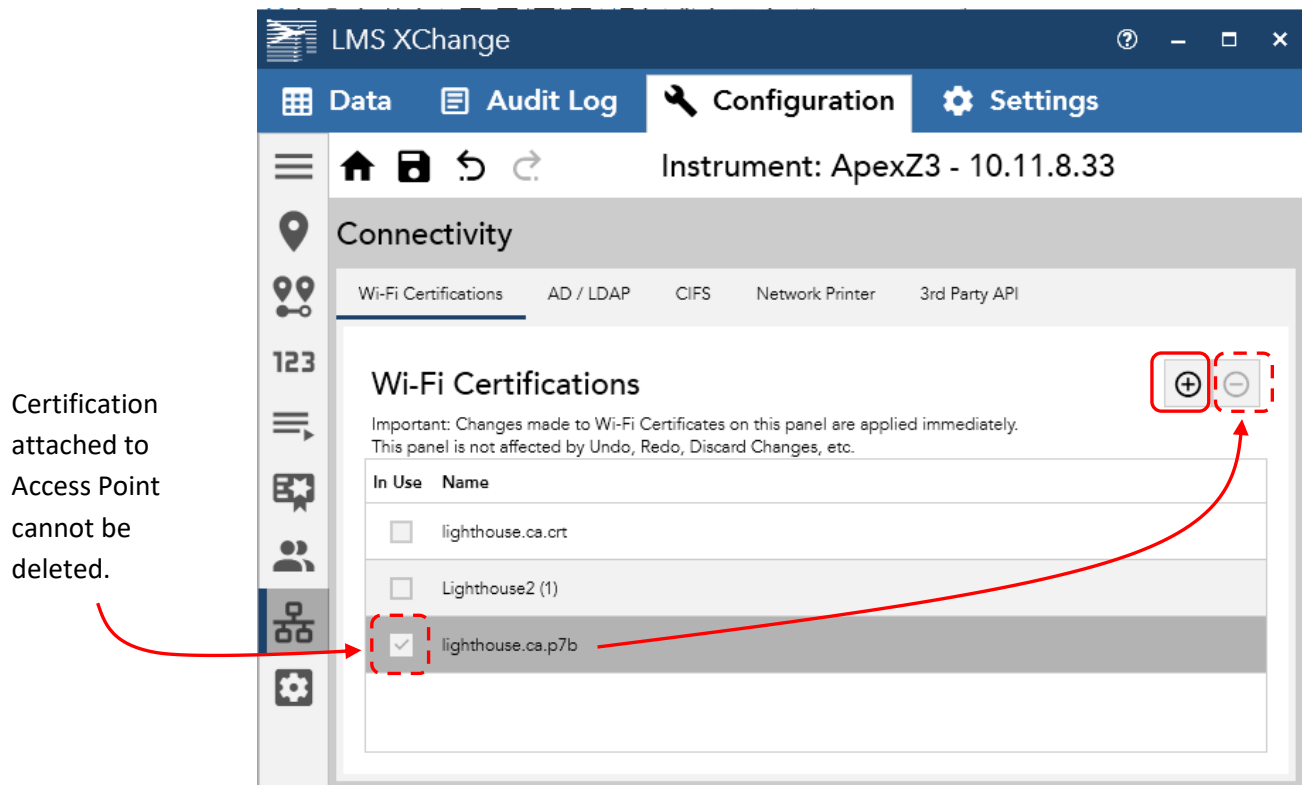 LMS XChange
Data Audit Log Configuration Settings
Instrument: ApexZ3 - 10.11.8.33
Connectivity
Wi-Fi Certifications AD / LDAP CIFS Network Printer 3rd Party API
123
Wi-Fi Certifications
Important: Changes made to Wi-Fi Certificates on this panel are applied immediately.
This panel is not affected by Undo, Redo, Discard Changes, etc.
In Use Name
lighthouse.ca.crt
Lighthouse2 (1)
lighthouse.ca.p7b
Certification
attached to
Access Point
cannot be
deleted.